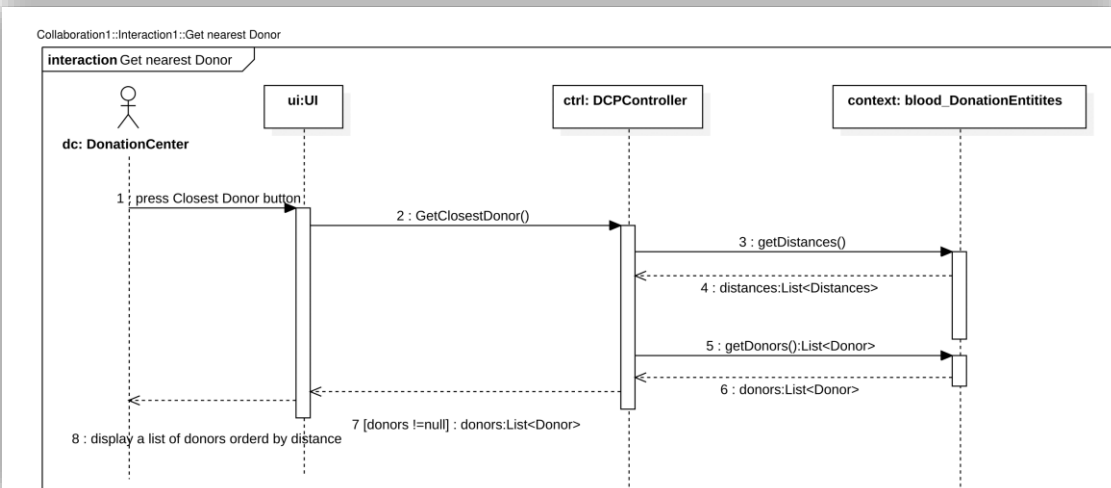 Collaboration1::Interaction1::Get nearest Donor
interaction Get nearest Donor
ui:UI
ctrl: DCPController
context: blood_DonationEntitites
dc: DonationCenter
1 : press Closest Donor button
2 : GetClosestDonor()
3 : getDistances()
4 : distances:List<Distances>
5 : getDonors():List<Donor>
6 : donors:List<Donor>
7 [donors !=null] : donors:List<Donor>
8 : display a list of donors orderd by distance